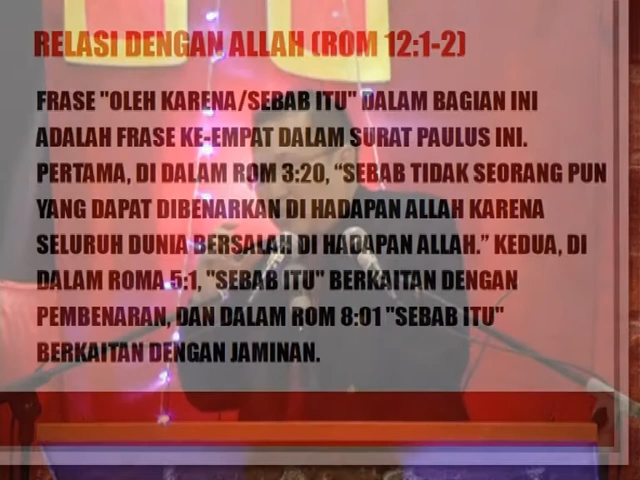 RELASI DENGAN ALLAH (ROM 12:1-2)
FRASE "OLEH KARENA/SEBAB ITU" DALAM BAGIAN INI
ADALAH FRASE KE-EMPAT DALAM SURAT PAULUS INI.
PERTAMA, DI DALAM ROM 3:20, “SEBAB TIDAK SEORANG PUN
YANG DAPAT DIBENARKAN DI HADAPAN ALLAH KARENA
SELURUH DUNIA BERSALAH DI HADAPAN ALLAH.” KEDUA, DI
DALAM ROMA 5:1, "SEBAB ITU" BERKAITAN DENGAN
PEMBENARAN, DAN DALAM ROM 8:01 "SEBAB ITU"
BERKAITAN DENGAN JAMINAN.